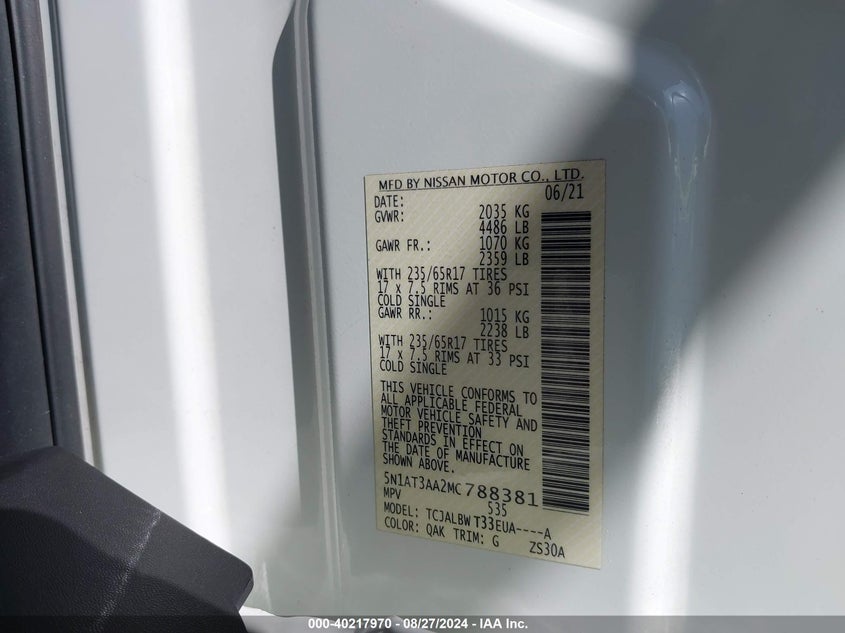 MFD BY NISSAN MOTOR CO., LTD.
DATE: 06/21
GVWR: 2035 KG
4486 LB
GAWR FR.: 1070 KG
2359 LB
WITH 235/65R17 TIRES
17 x 7.5 RIMS AT 36 PSI
COLD SINGLE
GAWR RR.: 1015 KG
2238 LB
WITH 235/65R17 TIRES
17 x 7.5 RIMS AT 33 PSI
COLD SINGLE
THIS VEHICLE CONFORMS TO
ALL APPLICABLE FEDERAL
MOTOR VEHICLE SAFETY AND
THEFT PREVENTION
STANDARDS IN EFFECT ON
THE DATE OF MANUFACTURE
SHOWN ABOVE.
5N1AT3AA2MC788381
MPV 535
MODEL: TCJALBW T33EUA----A
COLOR: QAK TRIM: G ZS30A
000-40217970 - 08/27/2024 - IAA Inc.